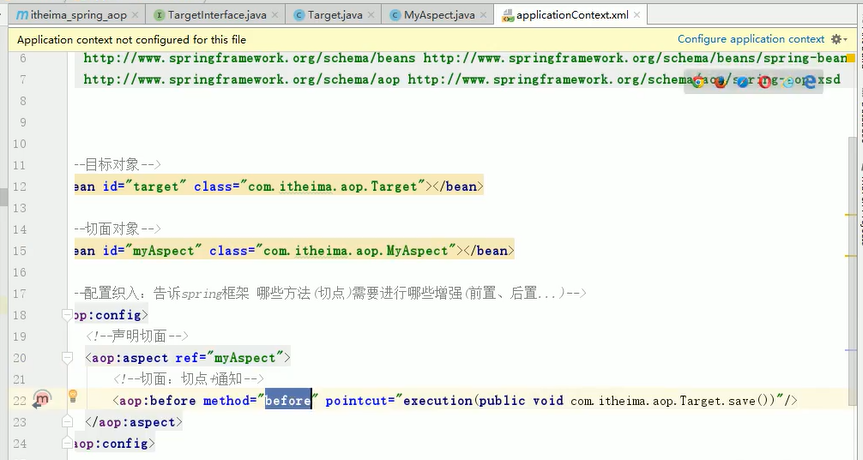 itheima_spring_aop × TargetInterface.java × Target.java × MyAspect.java × applicationContext.xml ×
Application context not configured for this file Configure application context
6 http://www.springframework.org/schema/beans http://www.springframework.org/schema/beans/spring-bean
7 http://www.springframework.org/schema/aop http://www.springframework.org/schema/aop/spring-aop.xsd
8
9
10
11 --目标对象-->
12 ean id="target" class="com.itheima.aop.Target"></bean>
13
14 --切面对象-->
15 ean id="myAspect" class="com.itheima.aop.MyAspect"></bean>
16
17 --配置织入：告诉spring框架 哪些方法(切点)需要进行哪些增强(前置、后置...)-->
18 op:config>
19 <!--声明切面-->
20 <aop:aspect ref="myAspect">
21 <!--切面：切点+通知-->
22 <aop:before method="before" pointcut="execution(public void com.itheima.aop.Target.save())"/>
23 </aop:aspect>
24 aop:config>